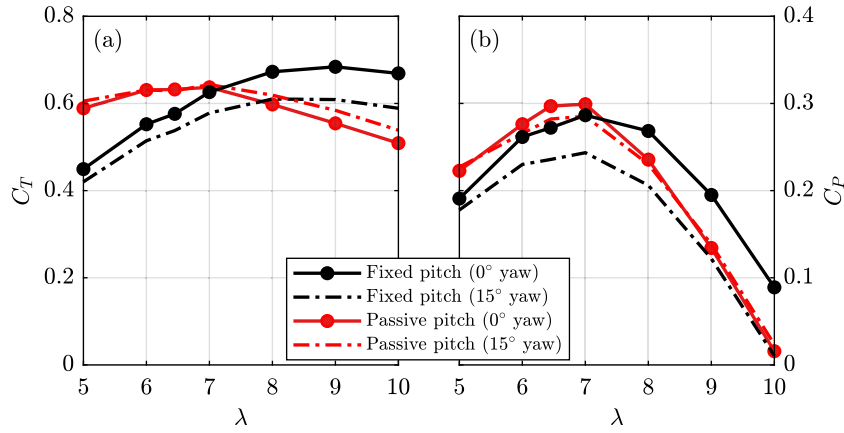 (a)
(b)
0.8
0.6
0.4
0.2
0
C_T
5 6 7 8 9 10
λ
0.4
0.3
0.2
0.1
0
C_P
5 6 7 8 9 10
λ
Fixed pitch (0° yaw)
Fixed pitch (15° yaw)
Passive pitch (0° yaw)
Passive pitch (15° yaw)